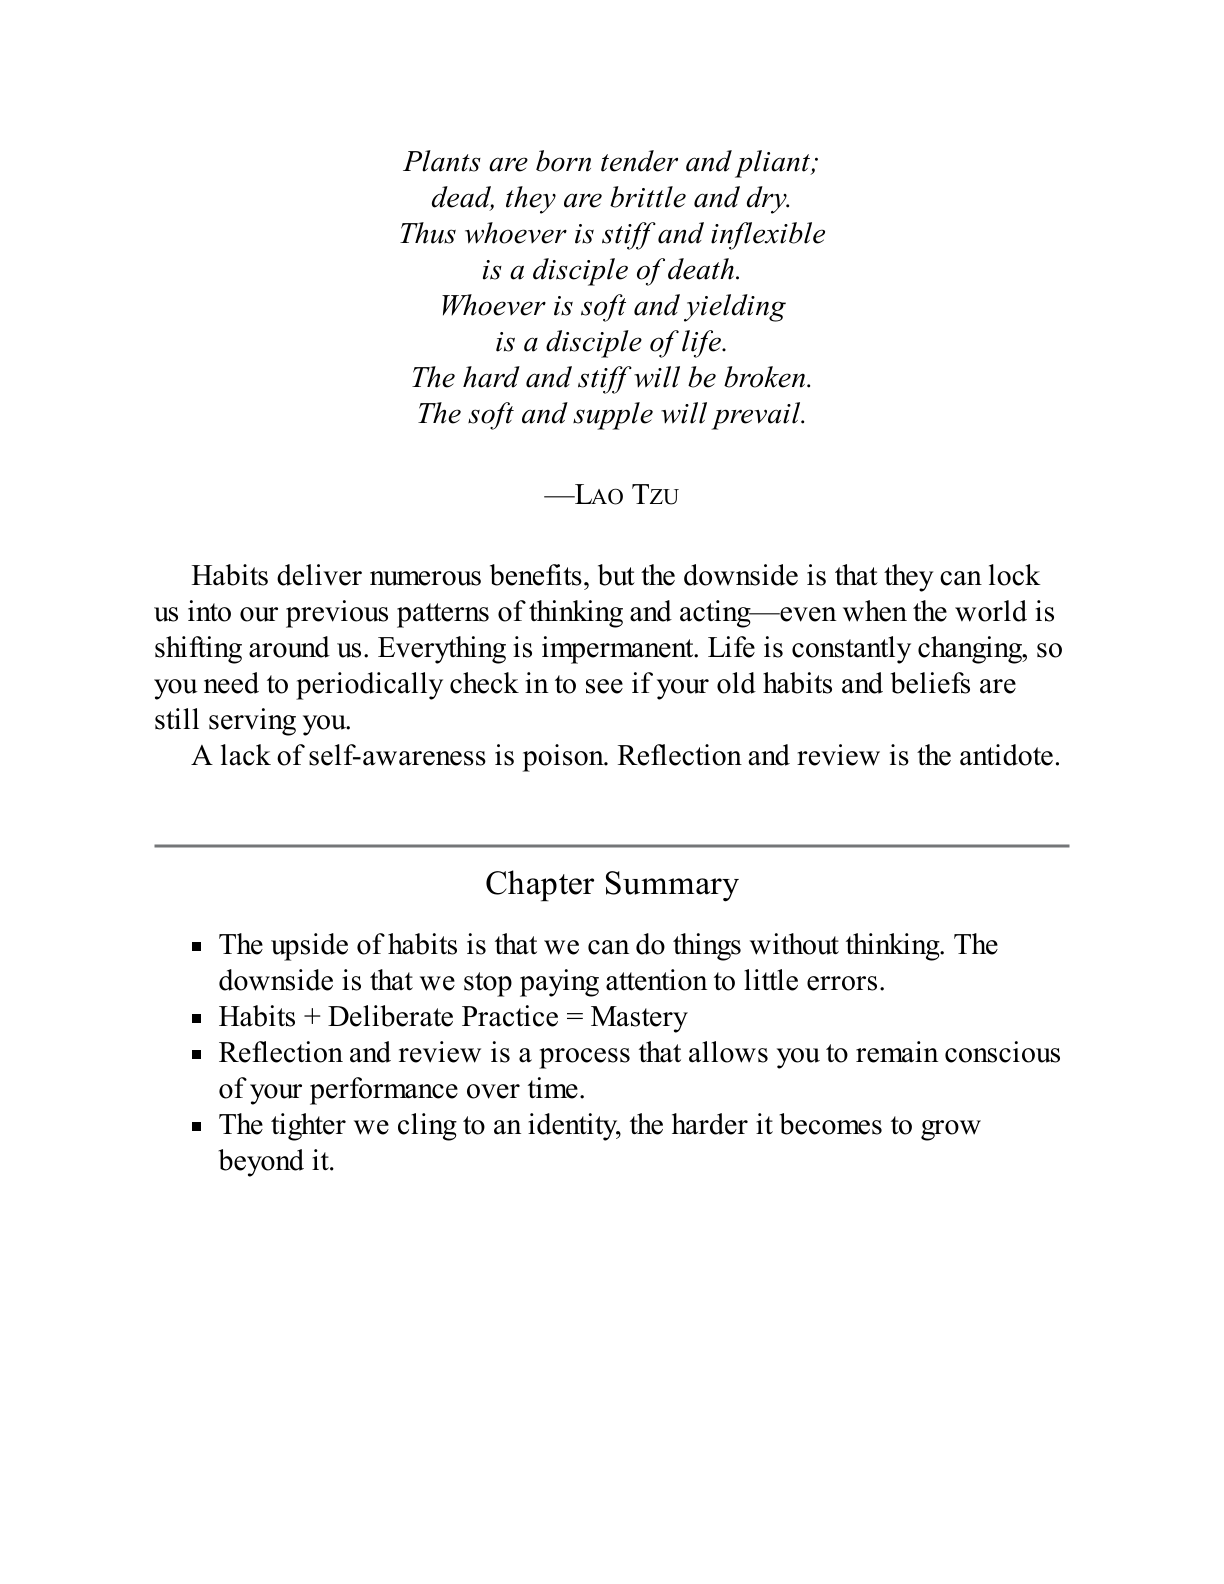 Plants are born tender and pliant;
dead, they are brittle and dry.
Thus whoever is stiff and inflexible
is a disciple of death.
Whoever is soft and yielding
is a disciple of life.
The hard and stiff will be broken.
The soft and supple will prevail.
—LAO TZU
Habits deliver numerous benefits, but the downside is that they can lock
us into our previous patterns of thinking and acting—even when the world is
shifting around us. Everything is impermanent. Life is constantly changing, so
you need to periodically check in to see if your old habits and beliefs are
still serving you.
A lack of self-awareness is poison. Reflection and review is the antidote.
Chapter Summary
▪ The upside of habits is that we can do things without thinking. The
downside is that we stop paying attention to little errors.
▪ Habits + Deliberate Practice = Mastery
▪ Reflection and review is a process that allows you to remain conscious
of your performance over time.
▪ The tighter we cling to an identity, the harder it becomes to grow
beyond it.